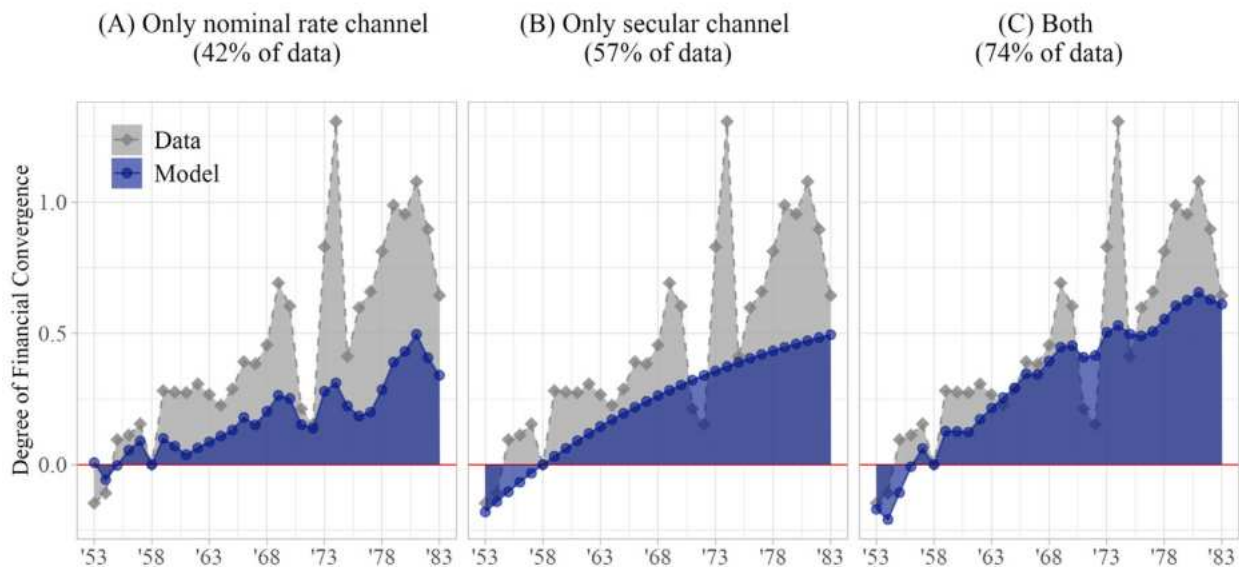 (A) Only nominal rate channel
(42% of data)
(B) Only secular channel
(57% of data)
(C) Both
(74% of data)
Data
Model
Degree of Financial Convergence
1.0
0.5
0.0
'53 '58 '63 '68 '73 '78 '83
'53 '58 '63 '68 '73 '78 '83
'53 '58 '63 '68 '73 '78 '83